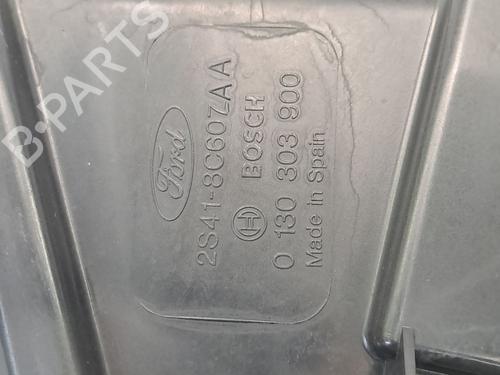 B-PARTS
Ford
2S41-8C607AA
BOSCH
0 130 303 900
Made in Spain